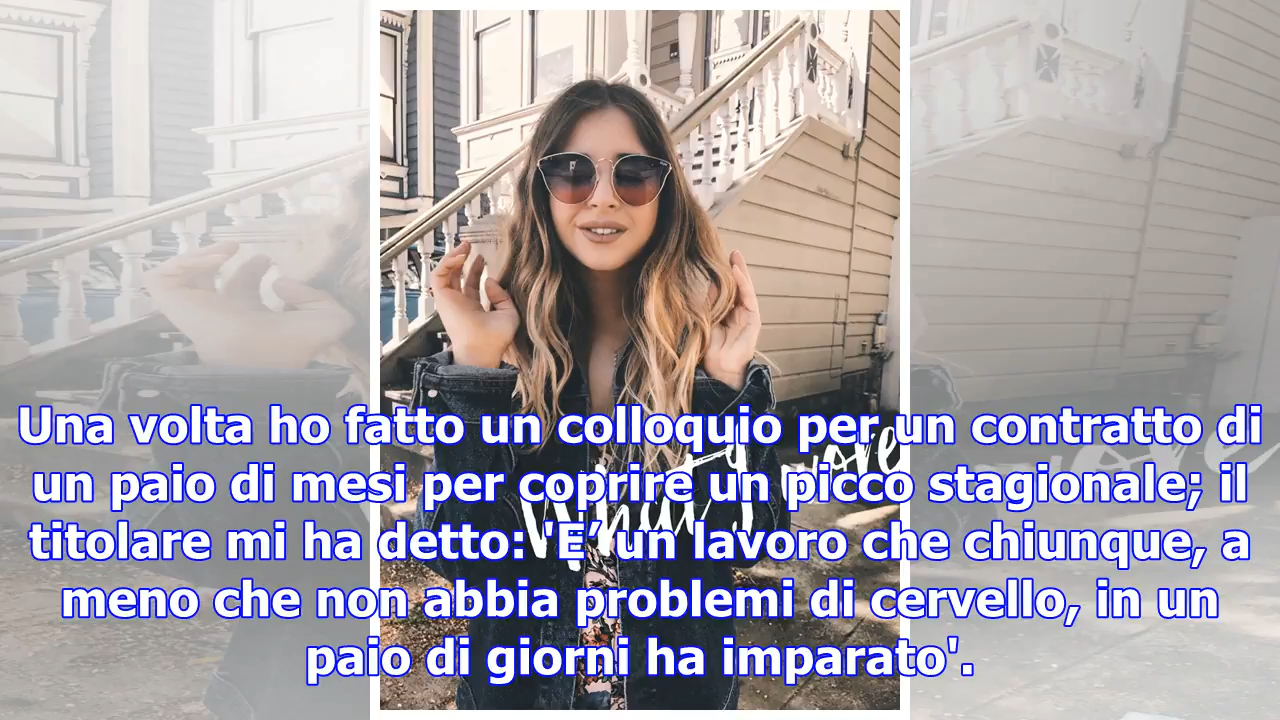 Una volta ho fatto un colloquio per un contratto di
un paio di mesi per coprire un picco stagionale; il
titolare mi ha detto: 'E’ un lavoro che chiunque, a
meno che non abbia problemi di cervello, in un
paio di giorni ha imparato'.
What I wore